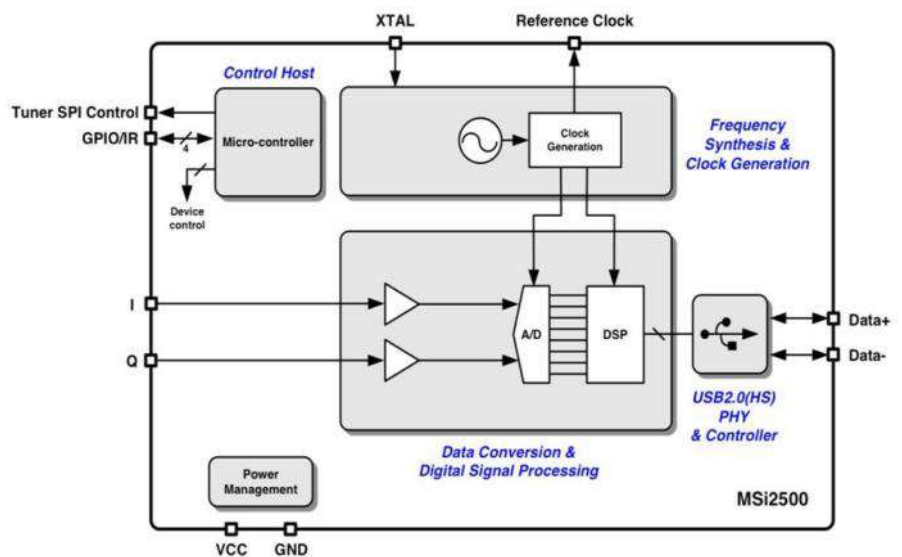 XTAL
Reference Clock
Control Host
Tuner SPI Control
GPIO/IR
4
Micro-controller
Device
control
Clock
Generation
Frequency
Synthesis &
Clock Generation
I
Q
A/D
DSP
Data+
Data-
USB2.0(HS)
PHY
& Controller
Data Conversion &
Digital Signal Processing
Power
Management
MSi2500
VCC
GND